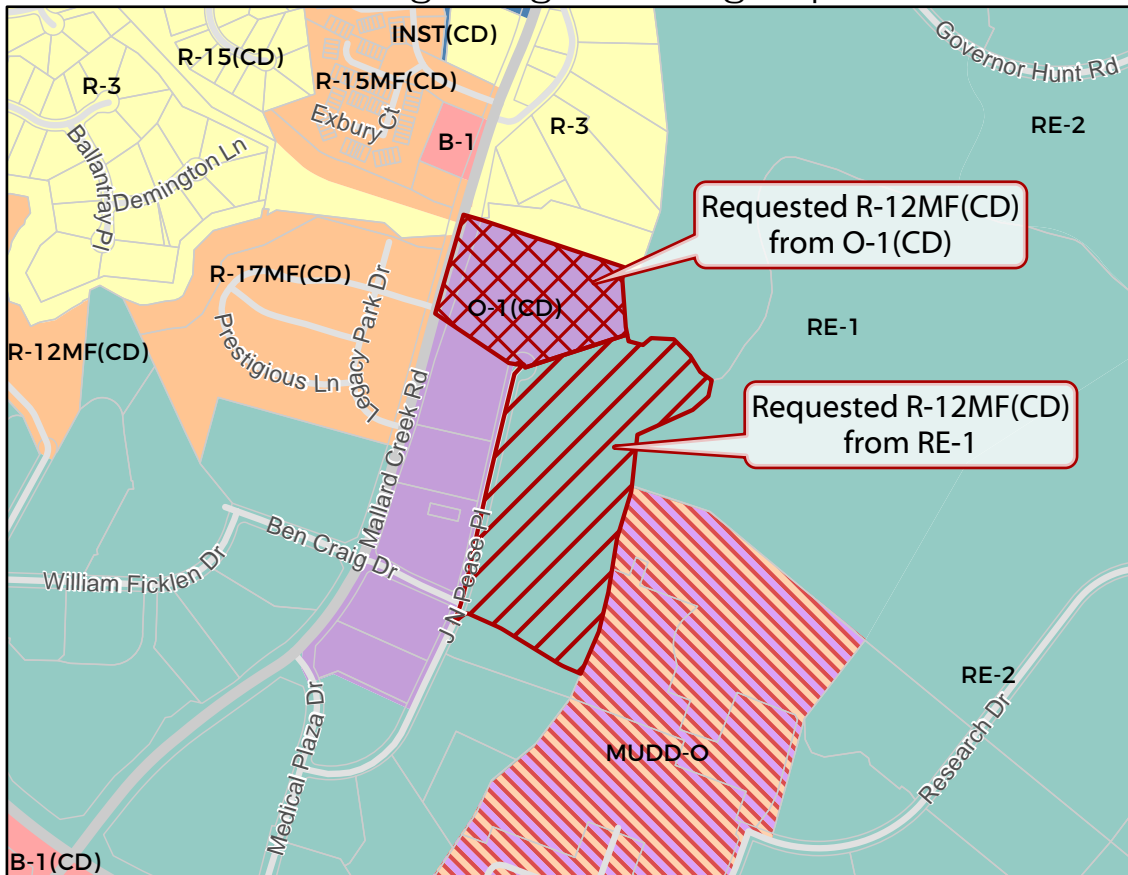 INST(CD)
R-15(CD)
Governor Hunt Rd
R-3
R-15MF(CD)
Exbury Ct
R-3
RE-2
B-1
Ballantray Pl
Demington Ln
Requested R-12MF(CD)
from O-1(CD)
R-17MF(CD)
O-1(CD)
Legacy Park Dr
RE-1
R-12MF(CD)
Prestigious Ln
Requested R-12MF(CD)
from RE-1
Mallard Creek Rd
Ben Craig Dr
J N Pease Pl
William Ficklen Dr
RE-2
Medical Plaza Dr
MUDD-O
Research Dr
B-1(CD)